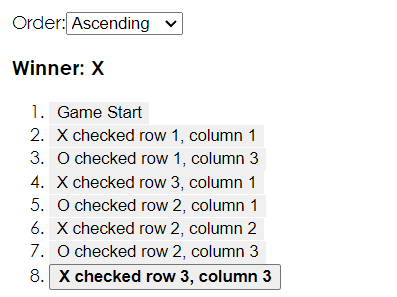 Order: Ascending
Winner: X
1. Game Start
2. X checked row 1, column 1
3. O checked row 1, column 3
4. X checked row 3, column 1
5. O checked row 2, column 1
6. X checked row 2, column 2
7. O checked row 2, column 3
8. X checked row 3, column 3